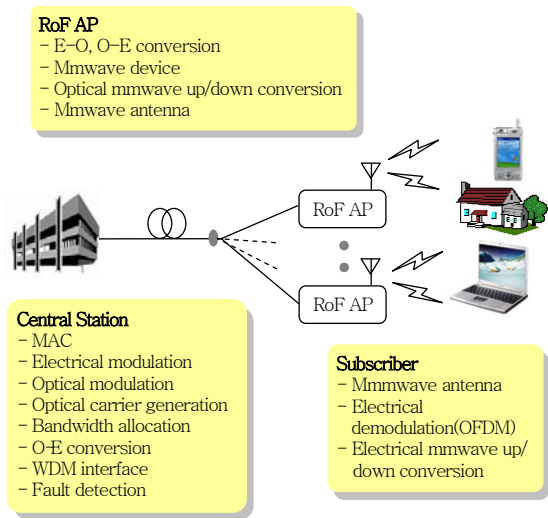 RoF AP
- E-O, O-E conversion
- Mmwave device
- Optical mmwave up/down conversion
- Mmwave antenna
RoF AP
RoF AP
Central Station
- MAC
- Electrical modulation
- Optical modulation
- Optical carrier generation
- Bandwidth allocation
- O-E conversion
- WDM interface
- Fault detection
Subscriber
- Mmmwave antenna
- Electrical
demodulation(OFDM)
- Electrical mmwave up/
down conversion